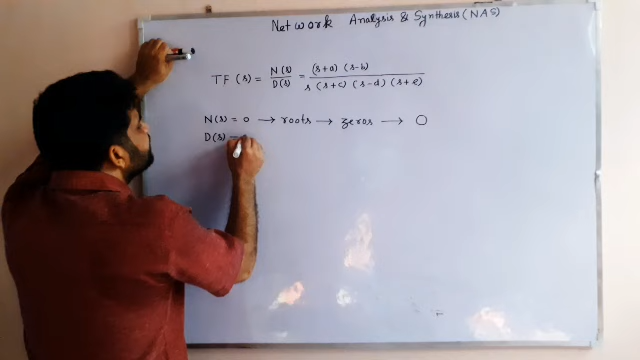 Network Analysis & Synthesis (NAS)
TF (s) = N(s)/D(s) = (s+a) (s-b)/s (s+c) (s-d) (s+e)
N(s) = 0 → roots → zeros → O
D(s) =